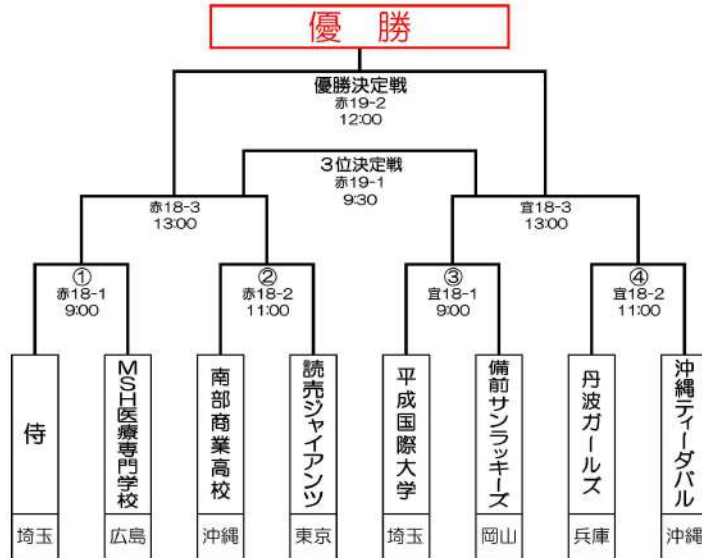 優 勝
優勝決定戦
赤19-2
12:00
3位決定戦
赤19-1
9:30
赤18-3
13:00
宜18-3
13:00
①
赤18-1
9:00
②
赤18-2
11:00
③
宜18-1
9:00
④
宜18-2
11:00
侍
MSH医療専門学校
南部商業高校
読売ジャイアンツ
平成国際大学
備前サンラッキーズ
丹波ガールズ
沖縄ティーダバル
埼玉
広島
沖縄
東京
埼玉
岡山
兵庫
沖縄